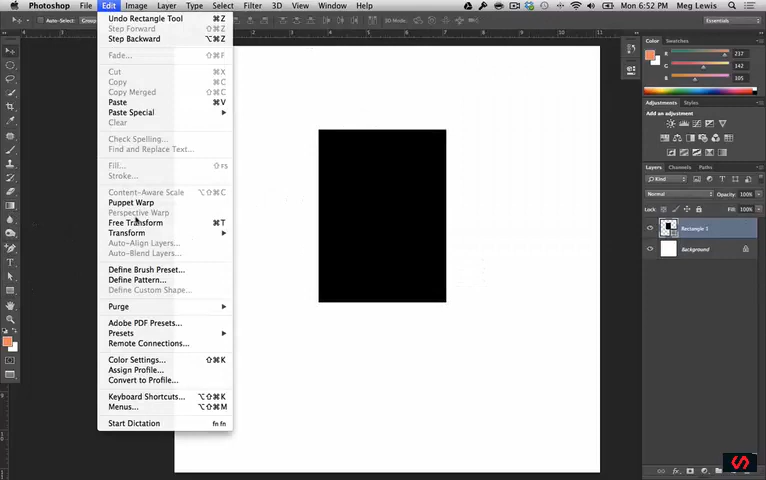 Photoshop File Edit Image Layer Type Select Filter 3D View Window Help Mon 6:52 PM Meg Lewis
Auto-Select: Group Essentials
Undo Rectangle Tool ⌘Z
Step Forward ⇧⌘Z
Step Backward ⌥⌘Z
Fade... ⇧⌘F
Cut ⌘X
Copy ⌘C
Copy Merged ⇧⌘C
Paste ⌘V
Paste Special
Clear
Check Spelling...
Find and Replace Text...
Fill... ⇧F5
Stroke...
Content-Aware Scale ⌥⇧⌘C
Puppet Warp
Perspective Warp
Free Transform ⌘T
Transform
Auto-Align Layers...
Auto-Blend Layers...
Define Brush Preset...
Define Pattern...
Define Custom Shape...
Purge
Adobe PDF Presets...
Presets
Remote Connections...
Color Settings... ⇧⌘K
Assign Profile...
Convert to Profile...
Keyboard Shortcuts... ⌥⇧⌘K
Menus... ⌥⇧⌘M
Start Dictation fn fn
Color Swatches
R 237
G 142
B 105
Adjustments Styles
Add an adjustment
Layers Channels Paths
Kind
Normal Opacity: 100%
Lock: Fill: 100%
Rectangle 1
Background